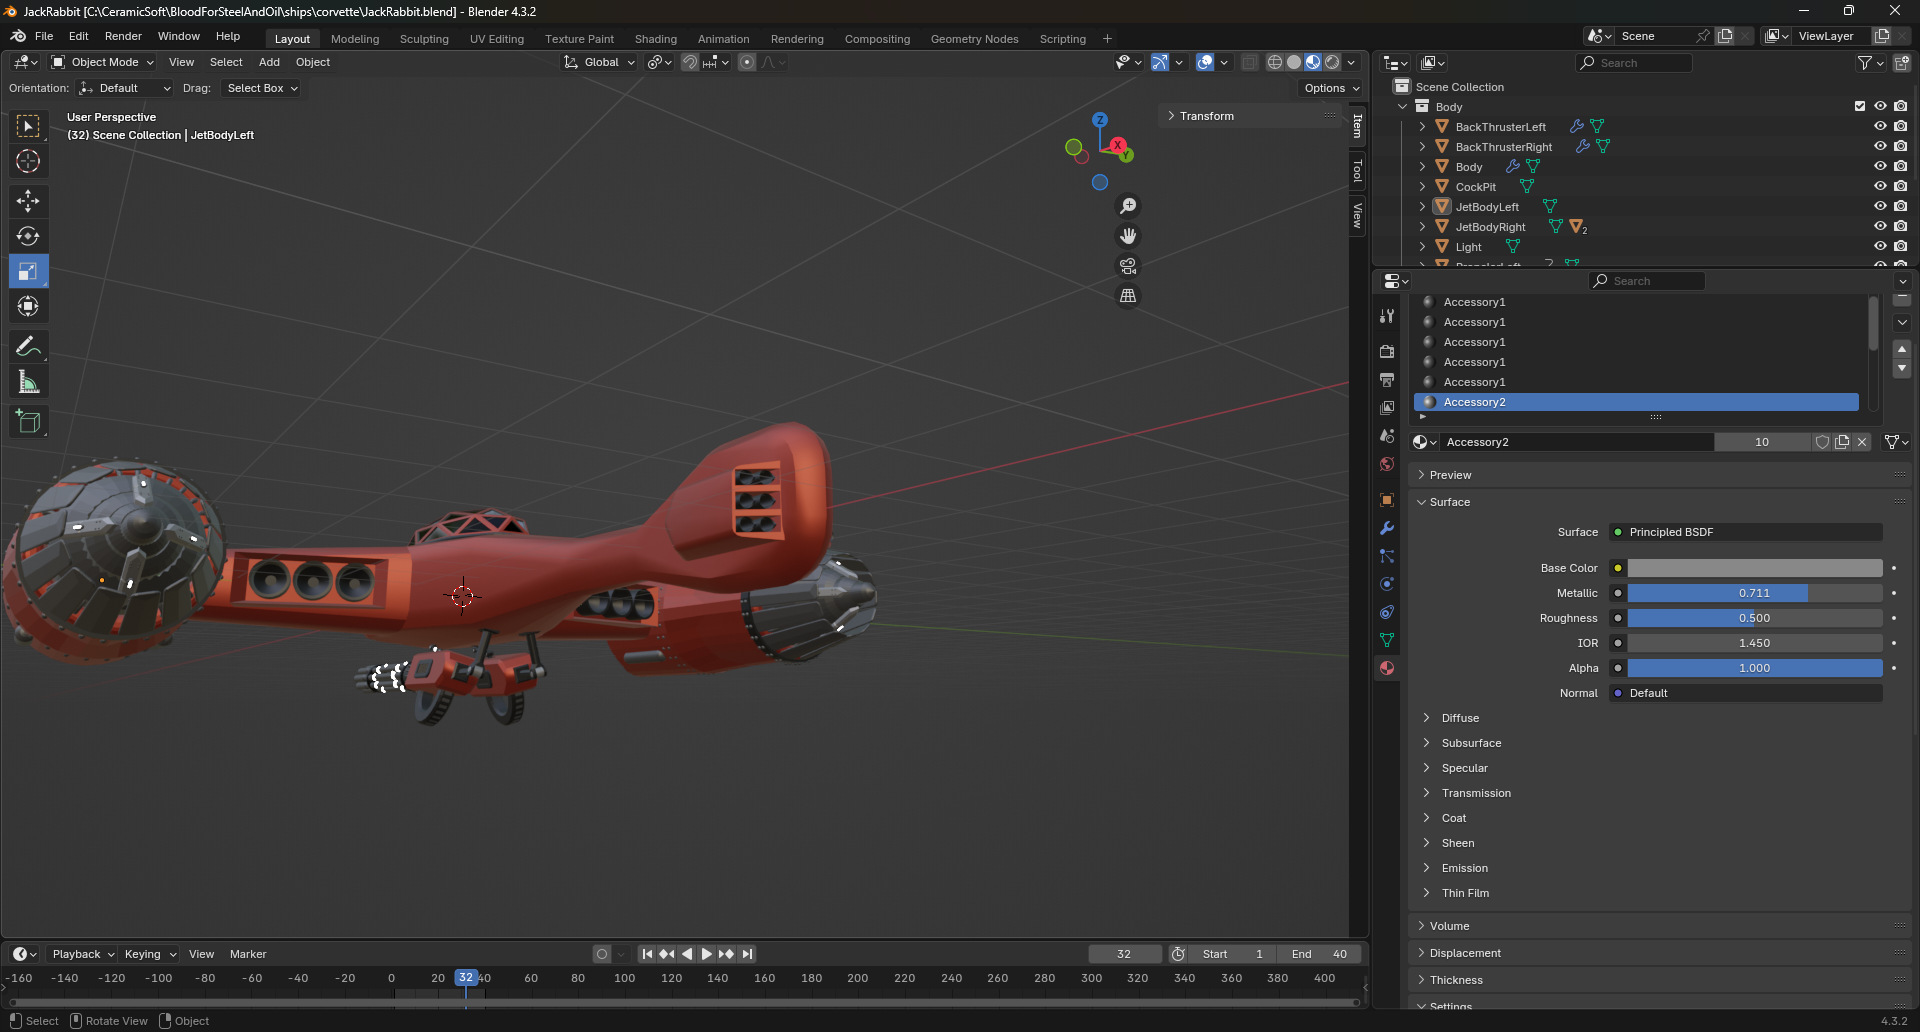 JackRabbit [C:\CeramicSoft\BloodForSteelAndOil\ships\corvette\JackRabbit.blend] - Blender 4.3.2
File Edit Render Window Help Layout Modeling Sculpting UV Editing Texture Paint Shading Animation Rendering Compositing Geometry Nodes Scripting + Scene ViewLayer
Object Mode View Select Add Object Global Search
Orientation: Default Drag: Select Box Options
User Perspective
(32) Scene Collection | JetBodyLeft
Transform
Item
Tool
View
Z
X
Y
Scene Collection
Body
BackThrusterLeft
BackThrusterRight
Body
CockPit
JetBodyLeft
JetBodyRight 2
Light
Search
Accessory1
Accessory1
Accessory1
Accessory1
Accessory1
Accessory2
Accessory2 10
Preview
Surface
Surface Principled BSDF
Base Color
Metallic 0.711
Roughness 0.500
IOR 1.450
Alpha 1.000
Normal Default
Diffuse
Subsurface
Specular
Transmission
Coat
Sheen
Emission
Thin Film
Volume
Displacement
Thickness
Settings
Playback Keying View Marker 32 Start 1 End 40
-160 -140 -120 -100 -80 -60 -40 -20 0 20 32 40 60 80 100 120 140 160 180 200 220 240 260 280 300 320 340 360 380 400
Select Rotate View Object 4.3.2